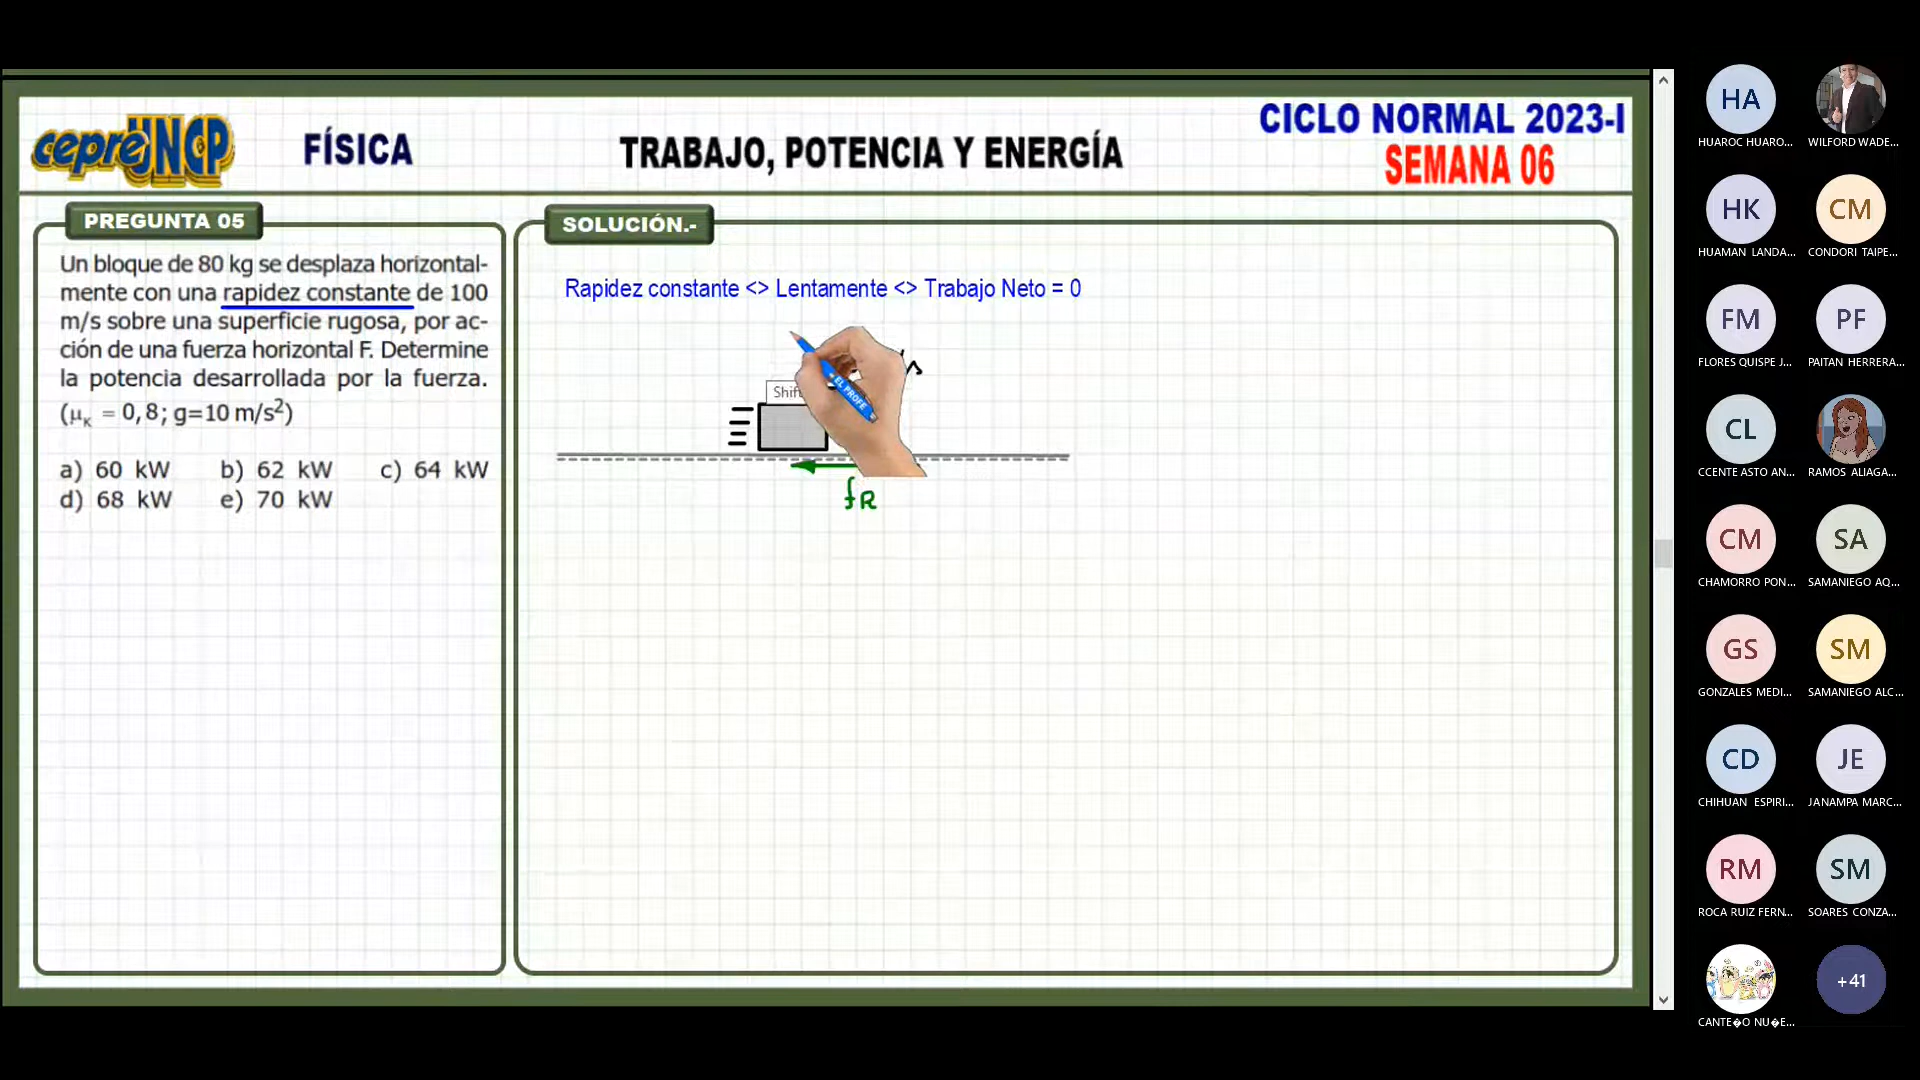 cepreUNCP
FÍSICA
TRABAJO, POTENCIA Y ENERGÍA
CICLO NORMAL 2023-I
SEMANA 06
PREGUNTA 05
Un bloque de 80 kg se desplaza horizontal-
mente con una rapidez constante de 100
m/s sobre una superficie rugosa, por ac-
ción de una fuerza horizontal F. Determine
la potencia desarrollada por la fuerza.
(μK = 0,8; g=10 m/s²)
a) 60 kW b) 62 kW c) 64 kW
d) 68 kW e) 70 kW
SOLUCIÓN.-
Rapidez constante <> Lentamente <> Trabajo Neto = 0
EL PROFE
fR
HA
HUAROC HUARO...
WILFORD WADE...
HK
HUAMAN LANDA...
CM
CONDORI TAIPE...
FM
FLORES QUISPE J...
PF
PAITAN HERRERA...
CL
CCENTE ASTO AN...
RAMOS ALIAGA...
CM
CHAMORRO PON...
SA
SAMANIEGO AQ...
GS
GONZALES MEDI...
SM
SAMANIEGO ALC...
CD
CHIHUAN ESPIRI...
JE
JANAMPA MARC...
RM
ROCA RUIZ FERN...
SM
SOARES CONZA...
CANTE�O NU�E...
+41